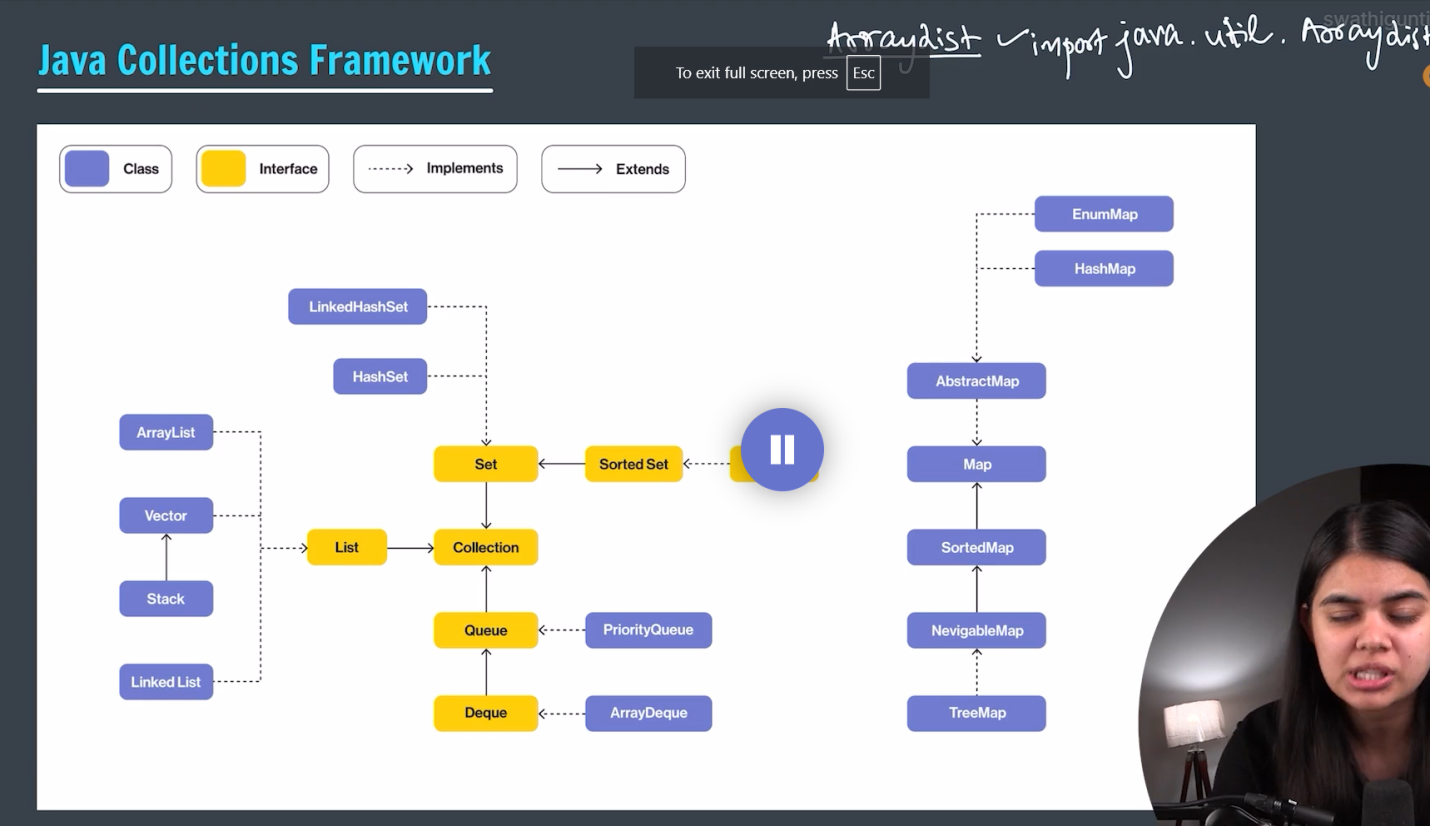 swathigunti
Arraylist ✓ import java.util. Arraylist
Java Collections Framework
To exit full screen, press Esc
Class Interface Implements Extends
EnumMap
HashMap
LinkedHashSet
HashSet
AbstractMap
ArrayList
Set Sorted Set Map
Vector
List Collection SortedMap
Stack
Queue PriorityQueue NevigableMap
Linked List
Deque ArrayDeque TreeMap